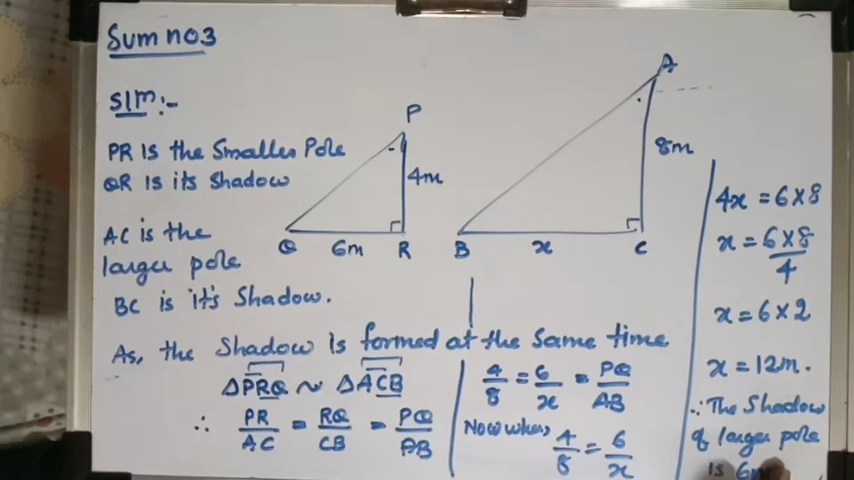 Sum no3
Slm:-
PR is the Smaller Pole
QR is its Shadow
AC is the
larger pole
BC is it's Shadow.
P
4m
Q
6m
R
A
8m
B
x
C
As, the Shadow is formed at the same time
ΔPRQ ~ ΔACB
∴ PR/AC = RQ/CB = PQ/AB
4/8 = 6/x = PQ/AB
Now when
4/8 = 6/x
4x = 6×8
x = 6×8/4
x = 6×2
x = 12m.
∴ The Shadow
of larger pole
is 6m